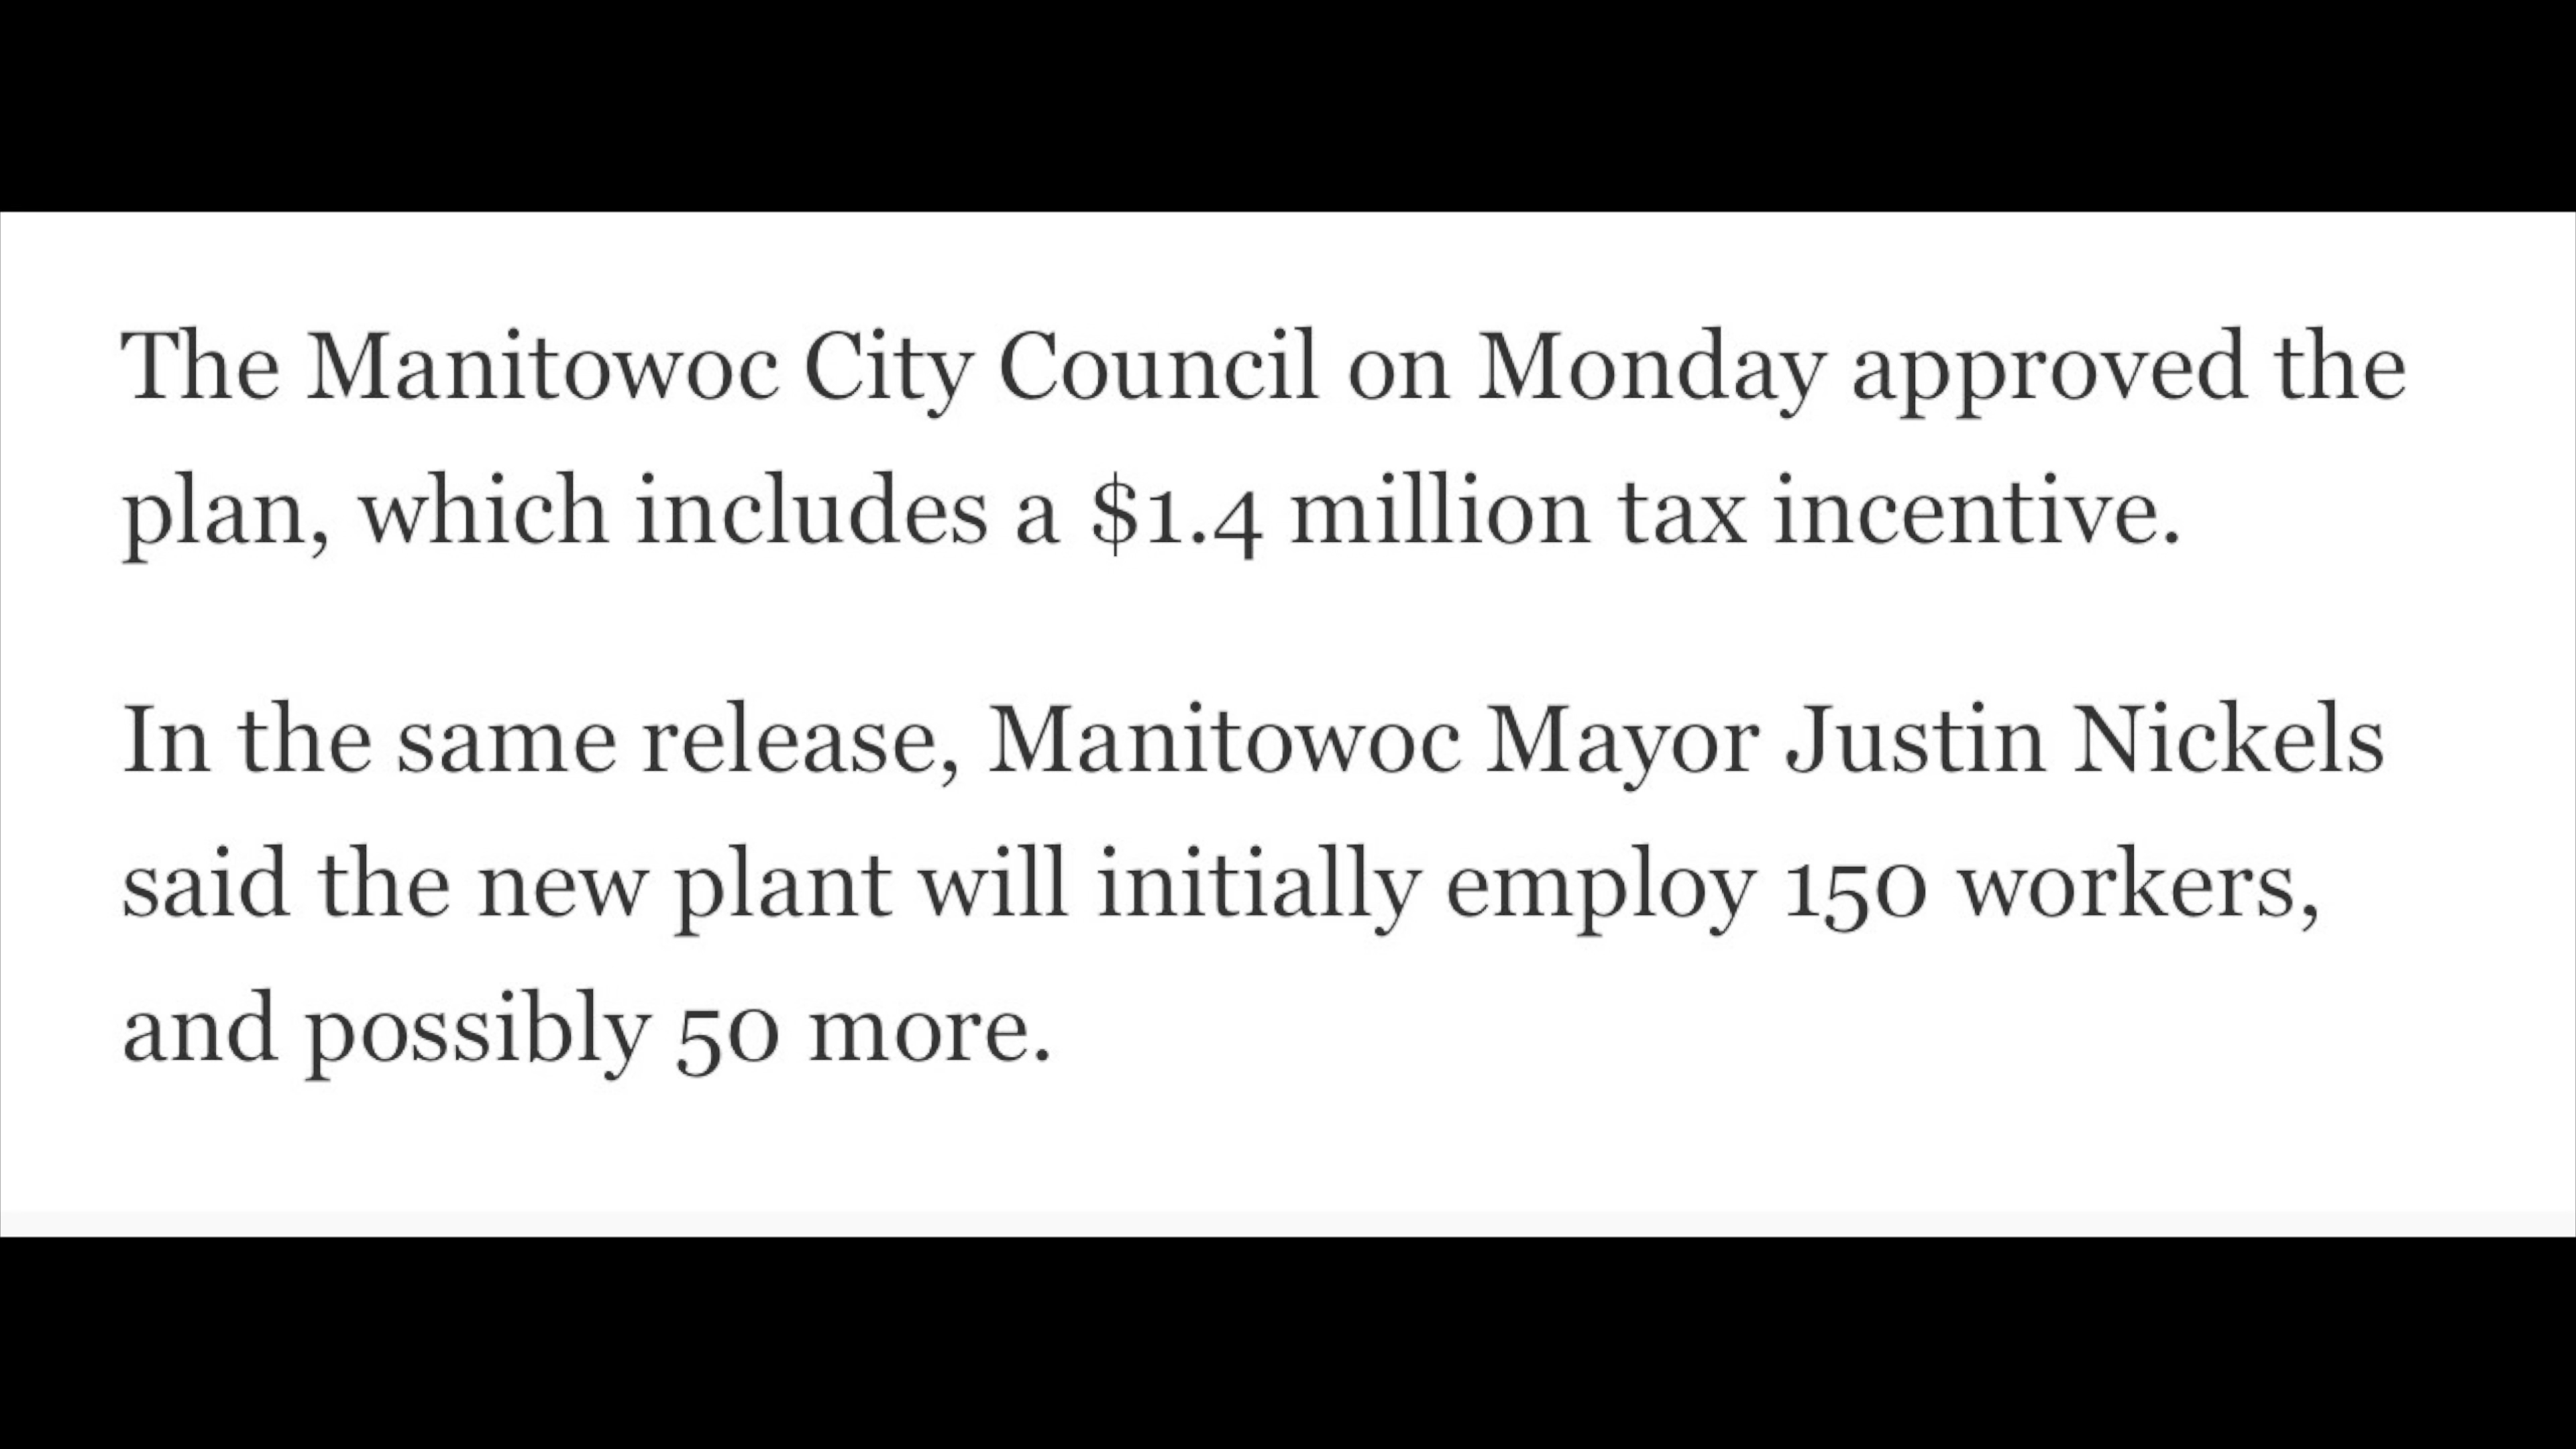 The Manitowoc City Council on Monday approved the
plan, which includes a $1.4 million tax incentive.
In the same release, Manitowoc Mayor Justin Nickels
said the new plant will initially employ 150 workers,
and possibly 50 more.